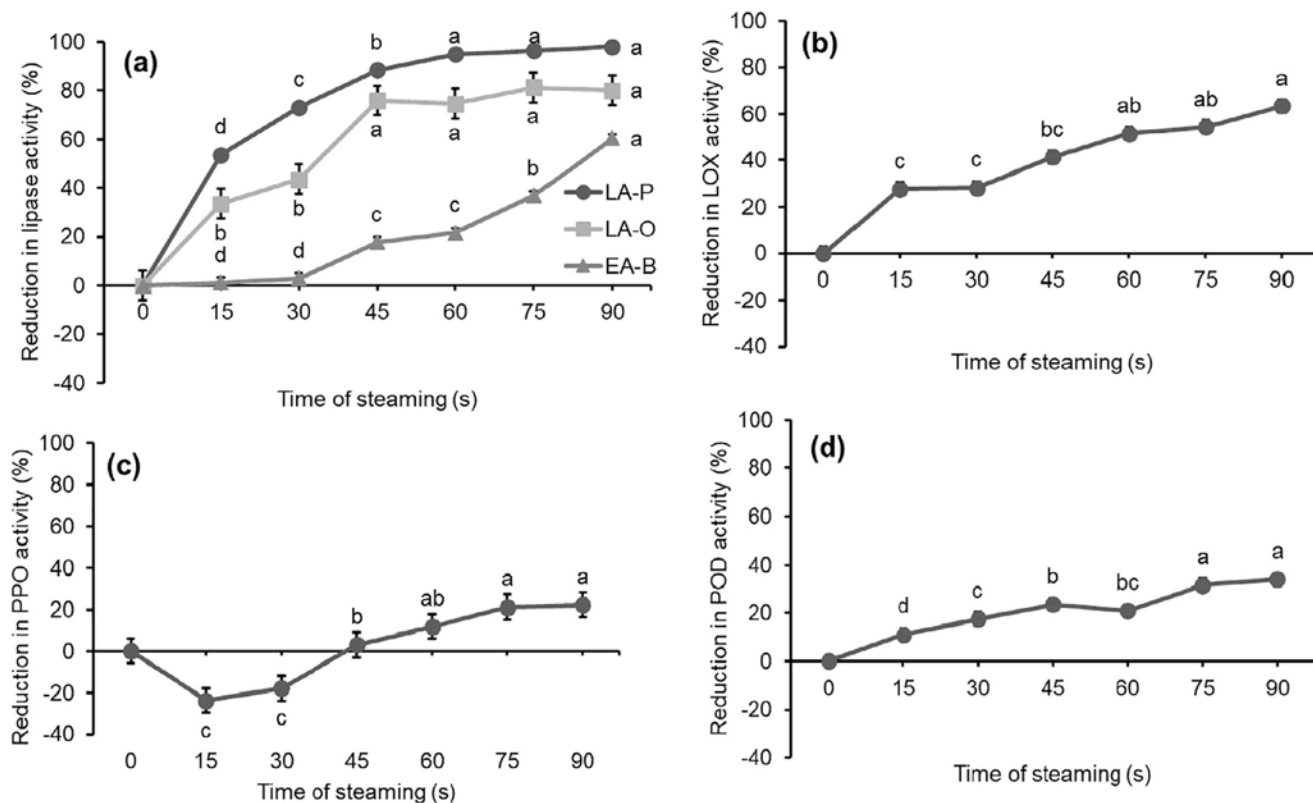 (a)
Reduction in lipase activity (%)
100
80
60
40
20
0
-20
-40
d
c
b
a
a
a
b
b
a
a
a
a
d
d
c
c
b
a
LA-P
LA-O
EA-B
0 15 30 45 60 75 90
Time of steaming (s)
(b)
Reduction in LOX activity (%)
100
80
60
40
20
0
-20
-40
c
c
bc
ab
ab
a
0 15 30 45 60 75 90
Time of steaming (s)
(c)
Reduction in PPO activity (%)
100
80
60
40
20
0
-20
-40
c
c
b
ab
a
a
0 15 30 45 60 75 90
Time of steaming (s)
(d)
Reduction in POD activity (%)
100
80
60
40
20
0
-20
-40
d
c
b
bc
a
a
0 15 30 45 60 75 90
Time of steaming (s)